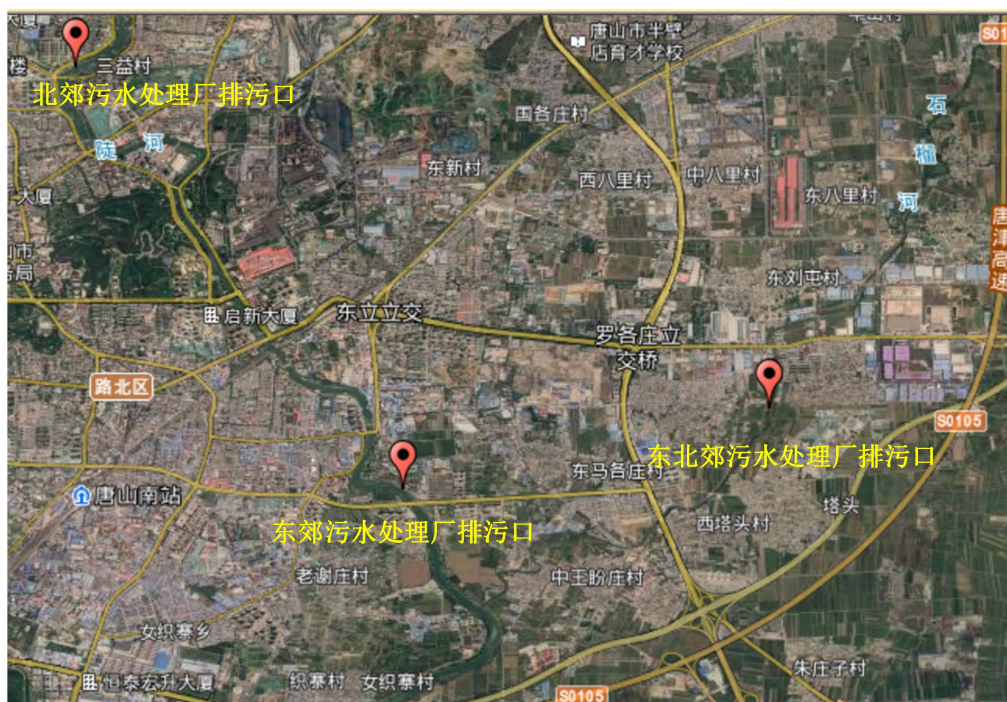 唐山市半壁
店育才学校
S01
楼
三益村
北郊污水处理厂排污口
国各庄村
石
榴
河
陡 河
东新村
西八里村
中八里村
东八里村
大厦
唐
津
高
速
山市
东刘屯村
启新大厦
东立立交
罗各庄立
交桥
路北区
S0105
东北郊污水处理厂排污口
东马各庄村
唐山南站
塔头
西塔头村
东郊污水处理厂排污口
老谢庄村
中王盼庄村
女织寨乡
朱庄子村
恒泰宏升大厦
织寨村
女织寨村
S0105